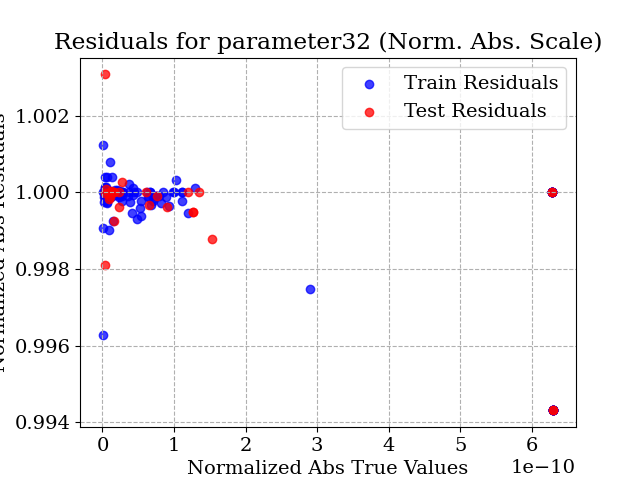 Residuals for parameter32 (Norm. Abs. Scale)
Train Residuals
Test Residuals
1.002
1.000
0.998
0.996
0.994
Abs Residuals
0 1 2 3 4 5 6
1e−10
Normalized Abs True Values